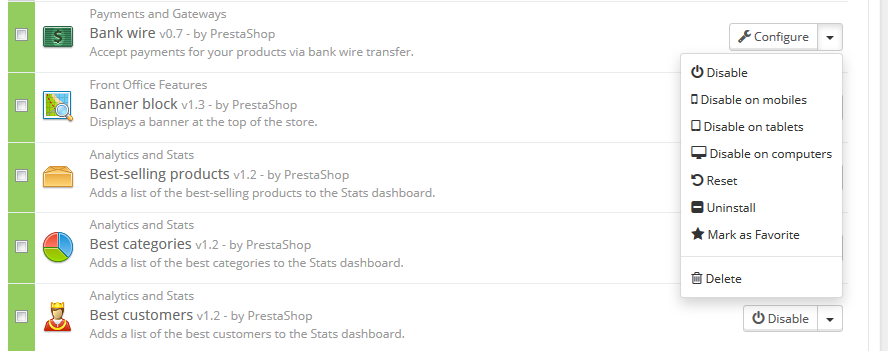 Payments and Gateways
Bank wire v0.7 - by PrestaShop
Accept payments for your products via bank wire transfer.
Configure
Disable
Disable on mobiles
Disable on tablets
Disable on computers
Reset
Uninstall
Mark as Favorite
Delete
Front Office Features
Banner block v1.3 - by PrestaShop
Displays a banner at the top of the store.
Analytics and Stats
Best-selling products v1.2 - by PrestaShop
Adds a list of the best-selling products to the Stats dashboard.
Analytics and Stats
Best categories v1.2 - by PrestaShop
Adds a list of the best categories to the Stats dashboard.
Analytics and Stats
Best customers v1.2 - by PrestaShop
Adds a list of the best customers to the Stats dashboard.
Disable